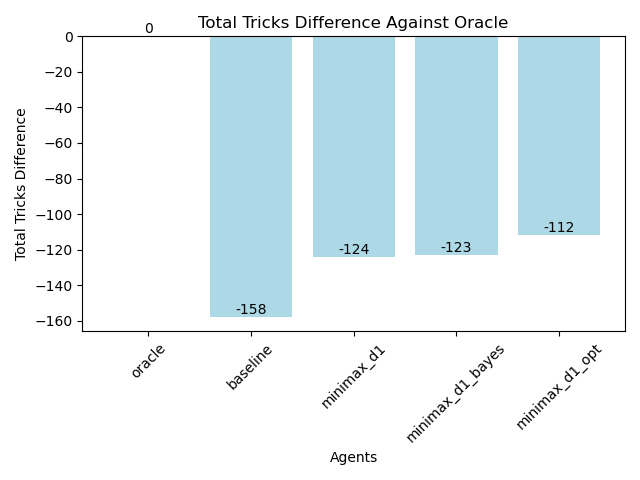 Total Tricks Difference Against Oracle
Total Tricks Difference
0
−20
−40
−60
−80
−100
−120
−140
−160
0
-158
-124
-123
-112
oracle
baseline
minimax_d1
minimax_d1_bayes
minimax_d1_opt
Agents